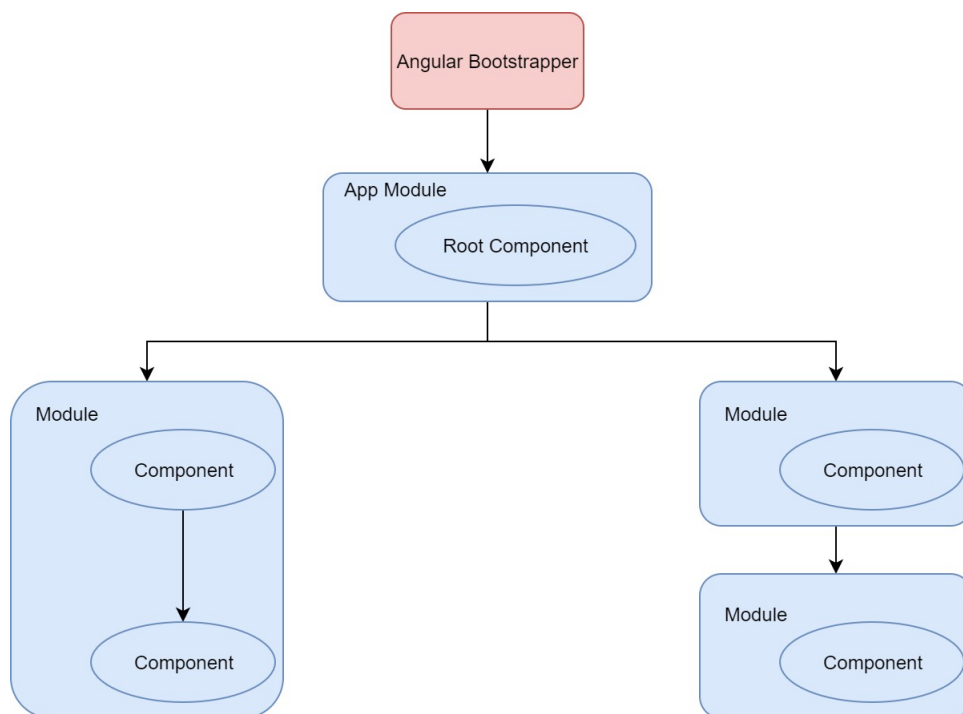 Angular Bootstrapper
App Module
Root Component
Module
Component
Component
Module
Component
Module
Component